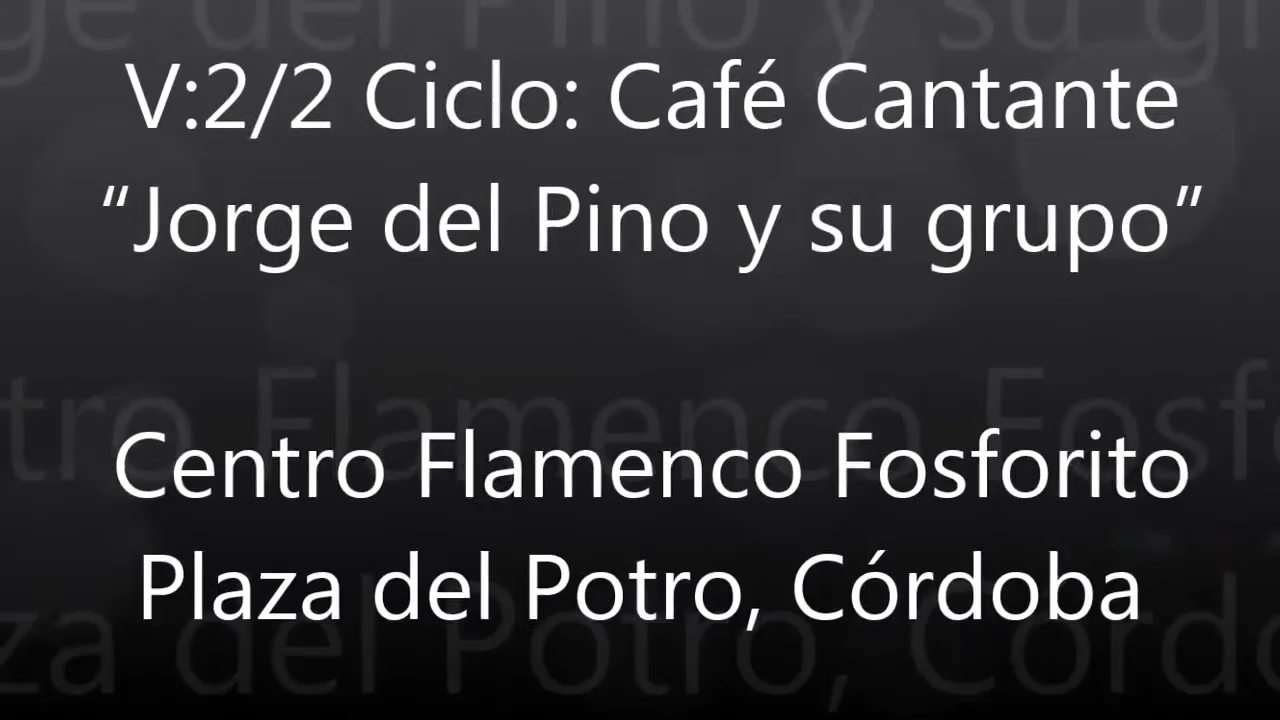 V:2/2 Ciclo: Café Cantante
“Jorge del Pino y su grupo”
Centro Flamenco Fosforito
Plaza del Potro, Córdoba